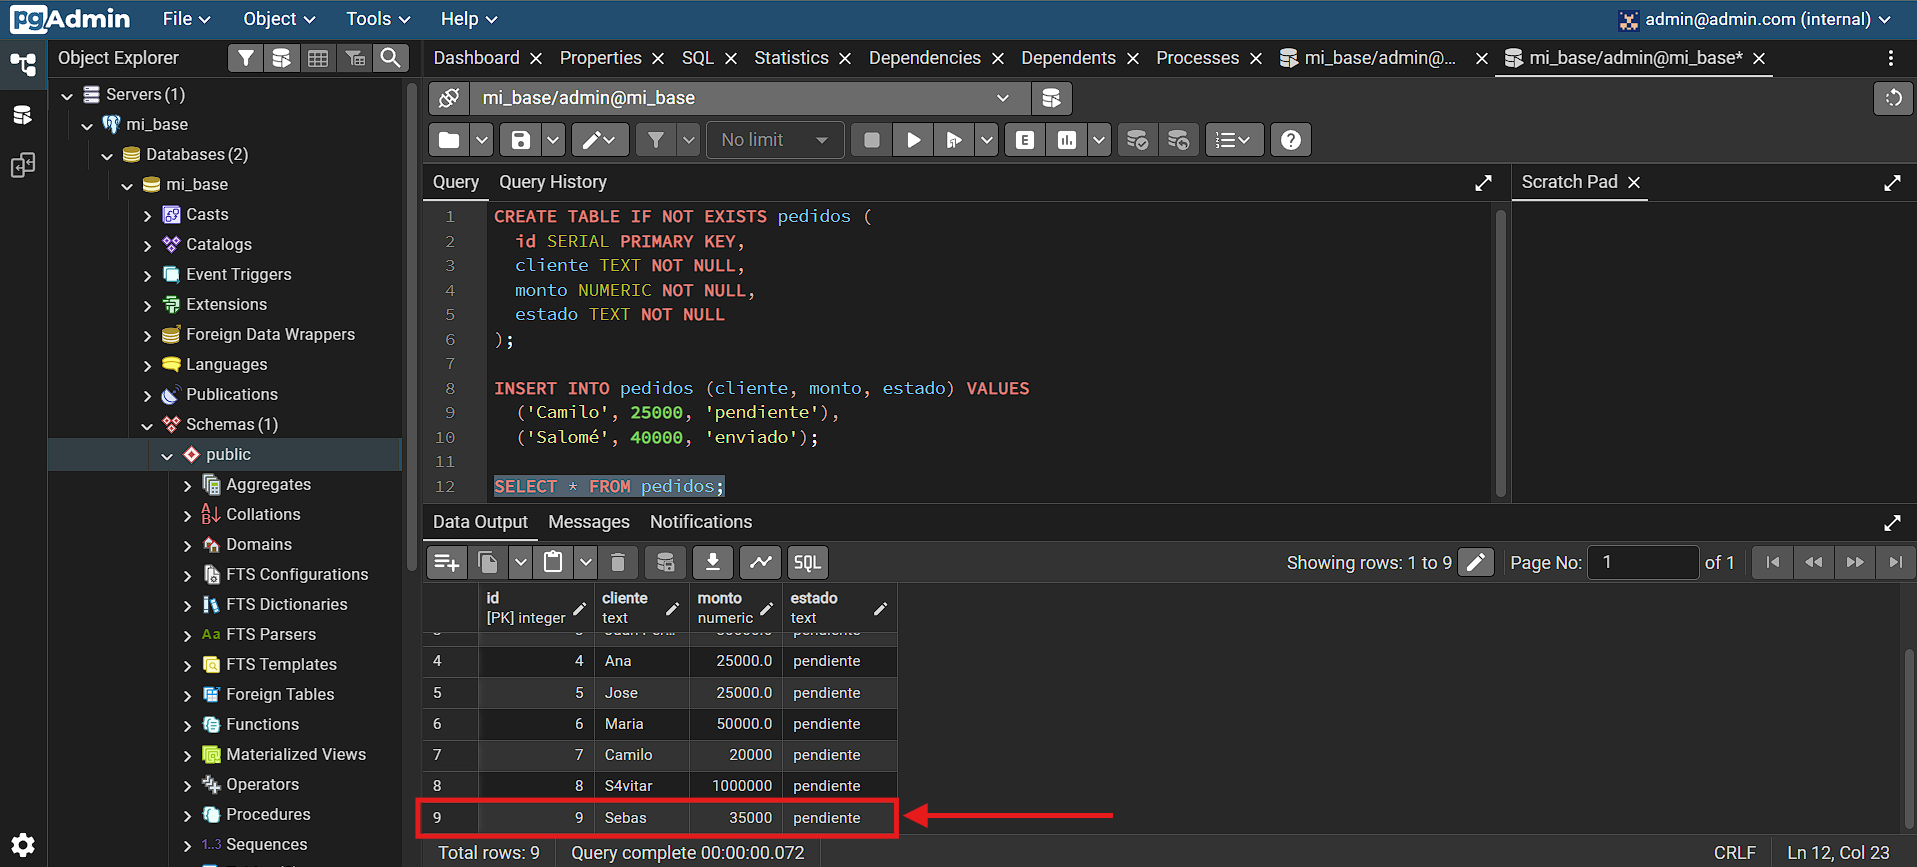 pgAdmin File Object Tools Help admin@admin.com (internal)
Object Explorer
Dashboard Properties SQL Statistics Dependencies Dependents Processes mi_base/admin@... mi_base/admin@mi_base*
Servers (1)
mi_base
Databases (2)
mi_base
Casts
Catalogs
Event Triggers
Extensions
Foreign Data Wrappers
Languages
Publications
Schemas (1)
public
Aggregates
Collations
Domains
FTS Configurations
FTS Dictionaries
Aa FTS Parsers
FTS Templates
Foreign Tables
Functions
Materialized Views
Operators
Procedures
1..3 Sequences
mi_base/admin@mi_base
No limit E
Query Query History
Scratch Pad
1 CREATE TABLE IF NOT EXISTS pedidos (
2 id SERIAL PRIMARY KEY,
3 cliente TEXT NOT NULL,
4 monto NUMERIC NOT NULL,
5 estado TEXT NOT NULL
6 );
7
8 INSERT INTO pedidos (cliente, monto, estado) VALUES
9 ('Camilo', 25000, 'pendiente'),
10 ('Salomé', 40000, 'enviado');
11
12 SELECT * FROM pedidos;
Data Output Messages Notifications
SQL Showing rows: 1 to 9 Page No: 1 of 1
id cliente monto estado
[PK] integer text numeric text
4 4 Ana 25000.0 pendiente
5 5 Jose 25000.0 pendiente
6 6 Maria 50000.0 pendiente
7 7 Camilo 20000 pendiente
8 8 S4vitar 1000000 pendiente
9 9 Sebas 35000 pendiente
Total rows: 9 Query complete 00:00:00.072 CRLF Ln 12, Col 23